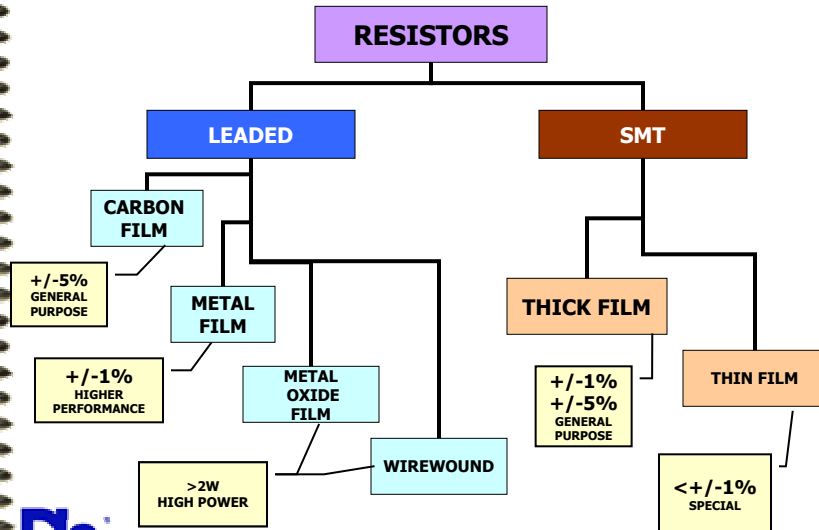 RESISTORS
LEADED
SMT
CARBON
FILM
+/-5%
GENERAL
PURPOSE
METAL
FILM
+/-1%
HIGHER
PERFORMANCE
METAL
OXIDE
FILM
>2W
HIGH POWER
WIREWOUND
THICK FILM
+/-1%
+/-5%
GENERAL
PURPOSE
THIN FILM
<+/-1%
SPECIAL